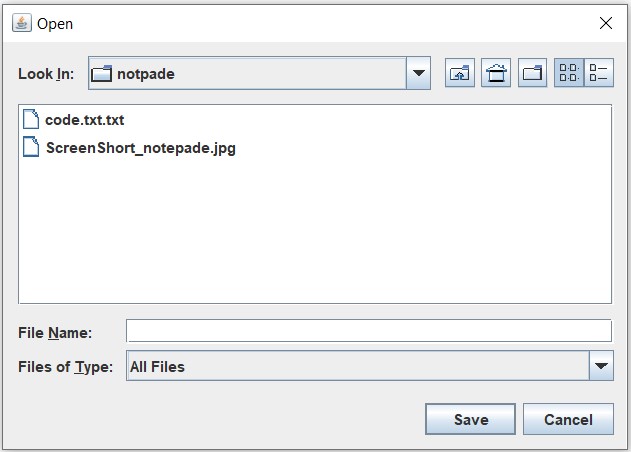 Open
Look In: notpade
code.txt.txt
ScreenShort_notepade.jpg
File Name:
Files of Type: All Files
Save Cancel